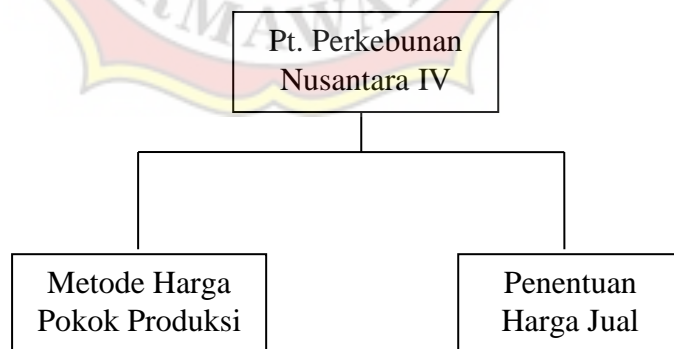 Pt. Perkebunan
Nusantara IV
Metode Harga
Pokok Produksi
Penentuan
Harga Jual